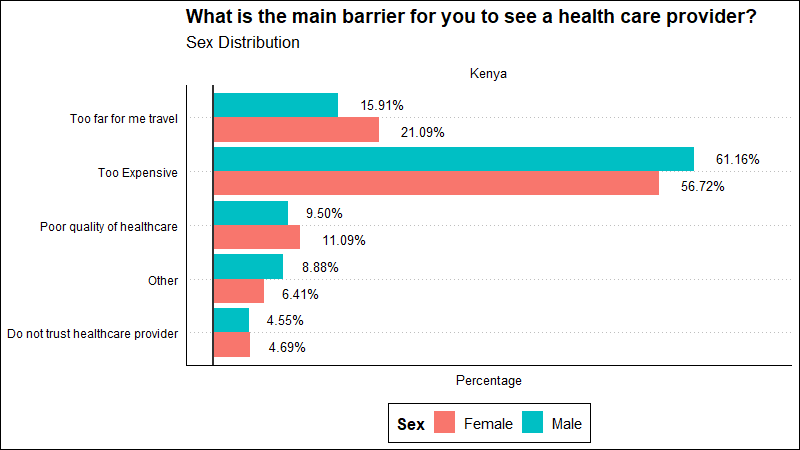 What is the main barrier for you to see a health care provider?
Sex Distribution
Kenya
Too far for me travel
15.91%
21.09%
Too Expensive
61.16%
56.72%
Poor quality of healthcare
9.50%
11.09%
Other
8.88%
6.41%
Do not trust healthcare provider
4.55%
4.69%
Percentage
Sex Female Male